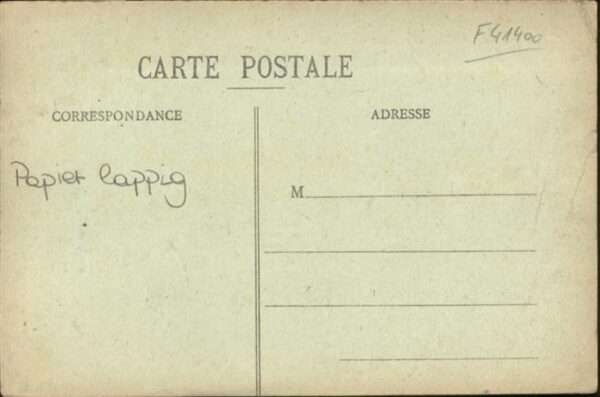 F41400
CARTE POSTALE
CORRESPONDANCE
ADRESSE
Papier lappig
M